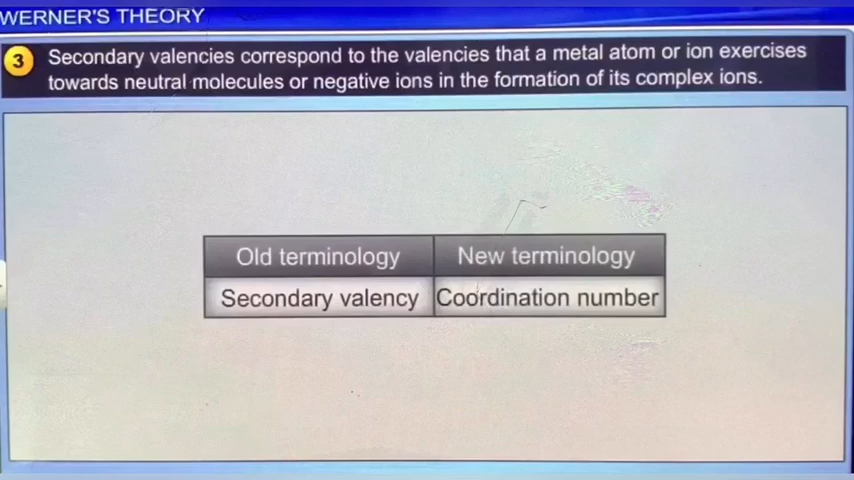 WERNER'S THEORY
3
Secondary valencies correspond to the valencies that a metal atom or ion exercises
towards neutral molecules or negative ions in the formation of its complex ions.
Old terminology
New terminology
Secondary valency
Coordination number